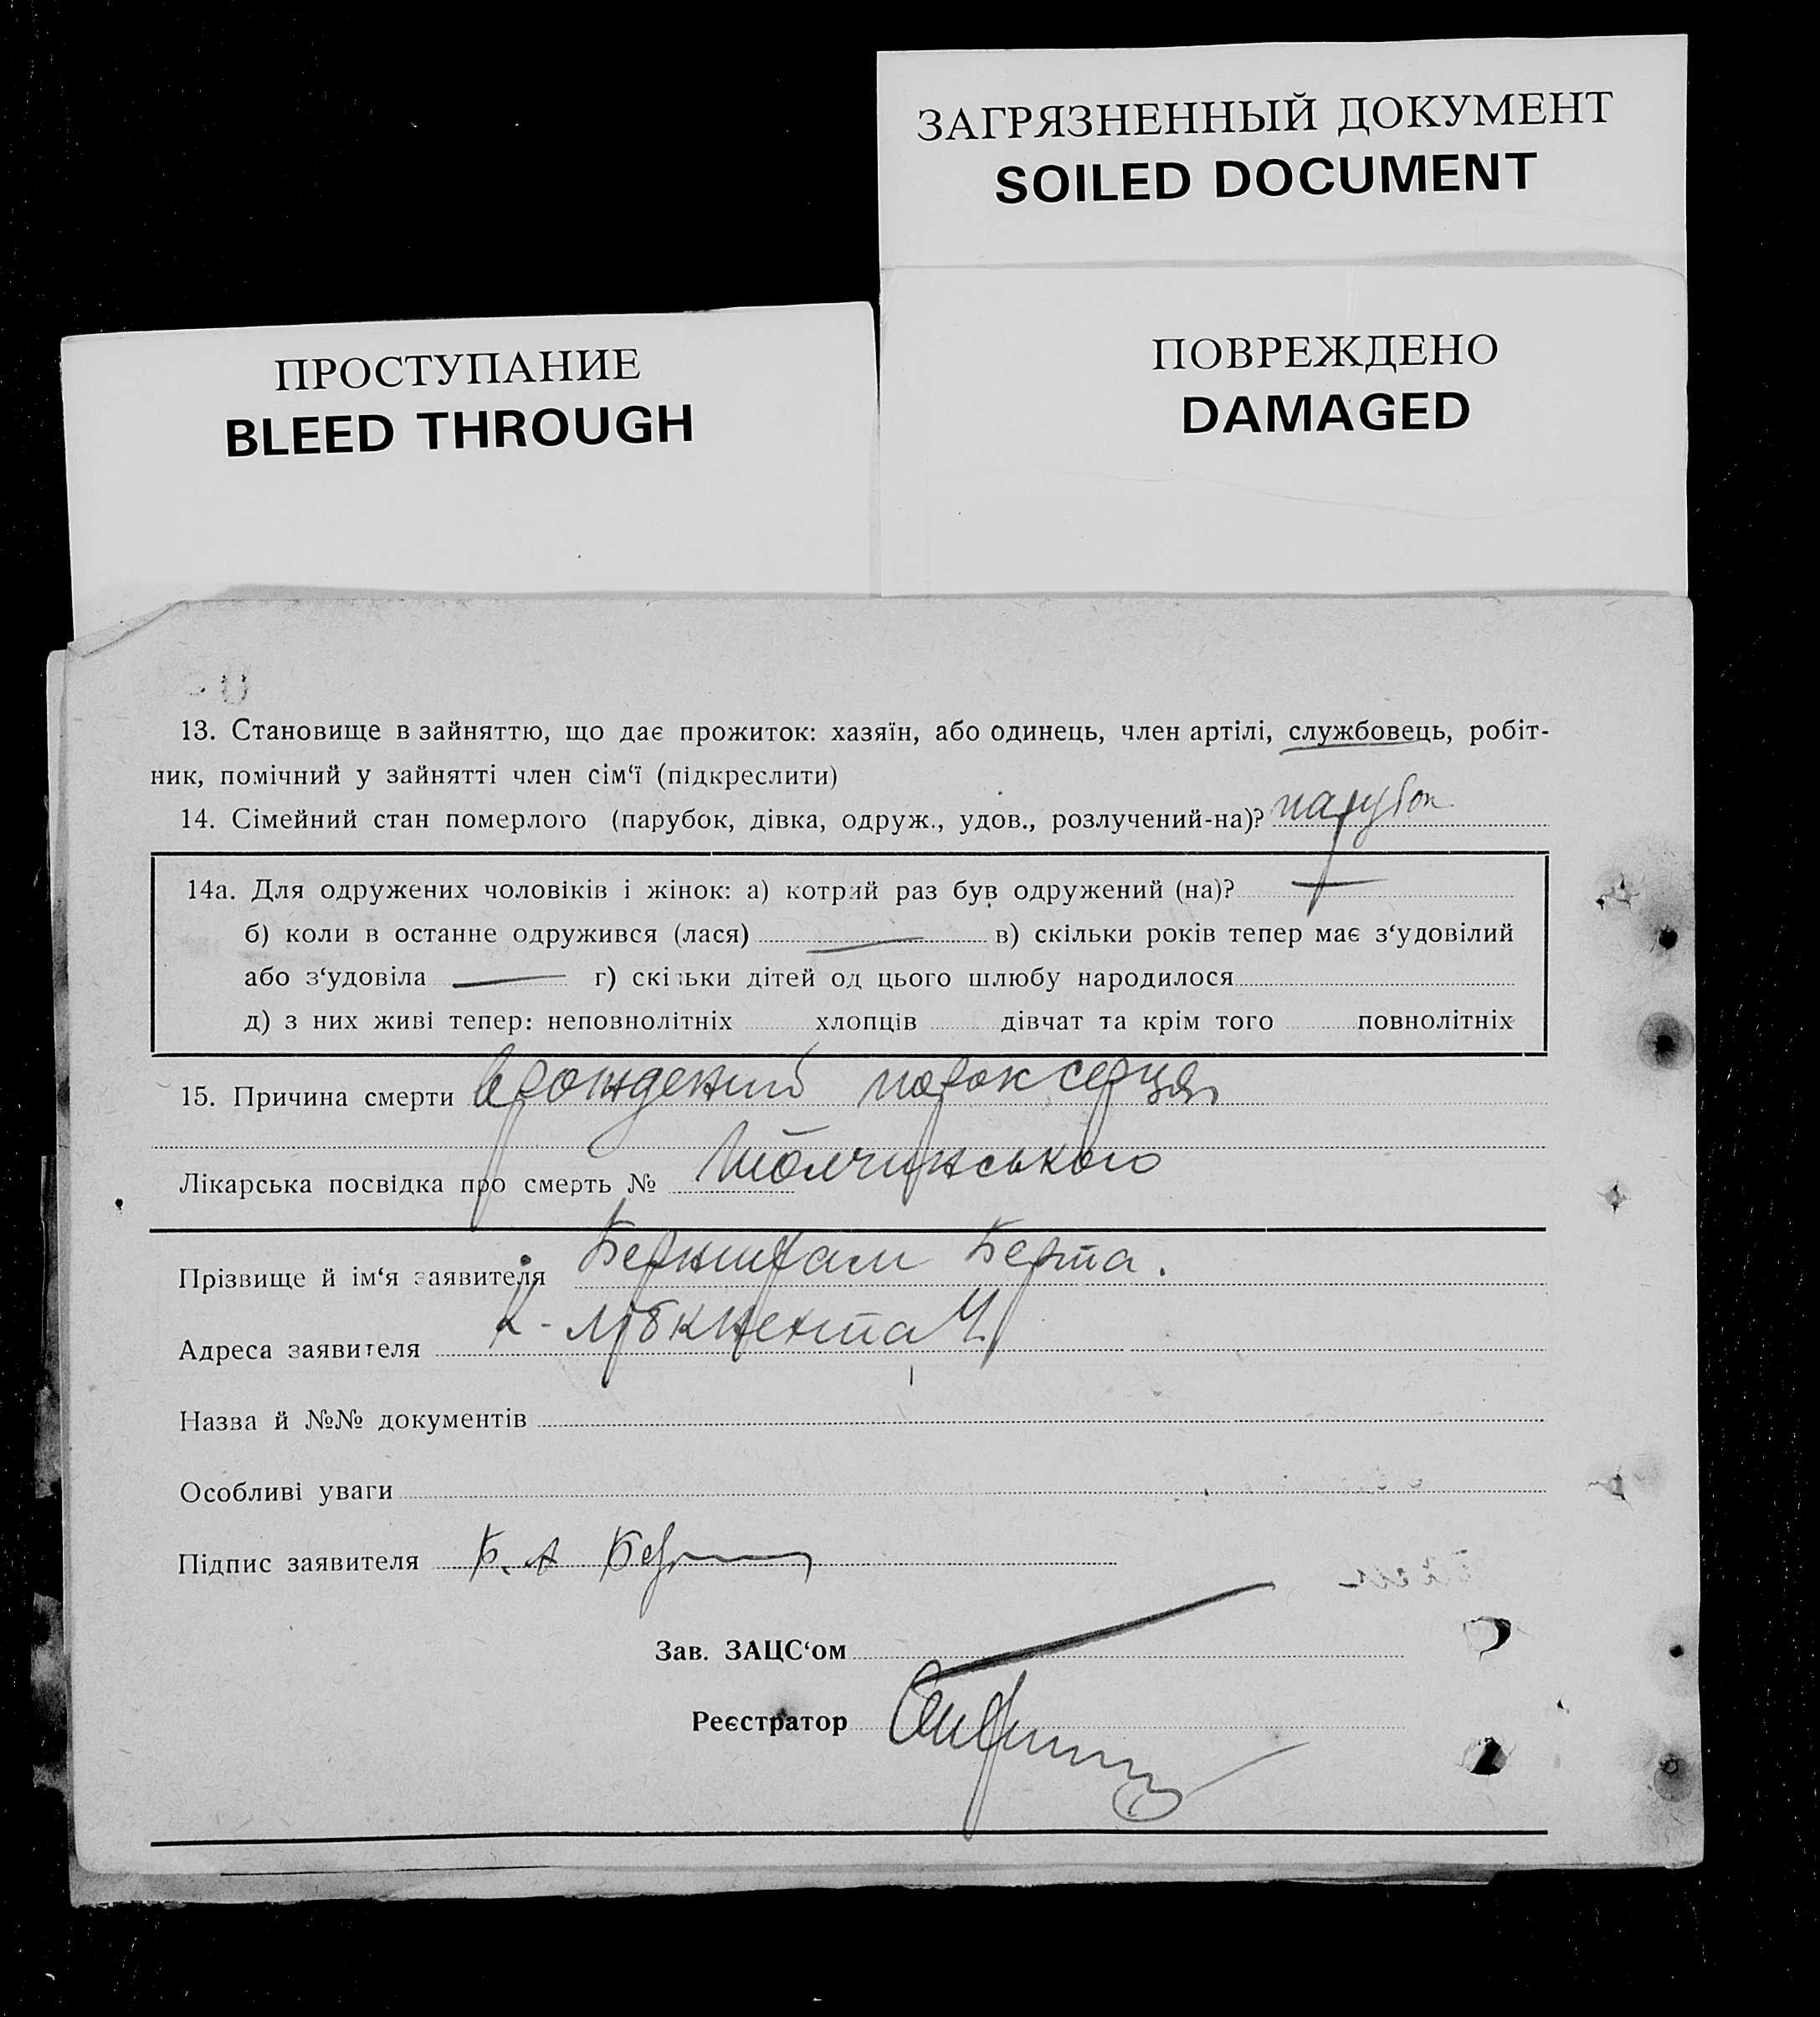 ЗАГРЯЗНЕННЫЙ ДОКУМЕНТ
SOILED DOCUMENT
ПРОСТУПАНИЕ
BLEED THROUGH
ПОВРЕЖДЕНО
DAMAGED
13. Становище в зайняттю, що дає прожиток: хазяїн, або одинець, член артілі, службовець, робіт-
ник, помічний у зайнятті член сім‘ї (підкреслити)
14. Сімейний стан померлого (парубок, дівка, одруж., удов., розлучений-на)? парубок
14а. Для одружених чоловіків і жінок: а) котрий раз був одружений (на)? —
б) коли в останне одружився (лася) — в) скільки років тепер має з‘удовілий
або з‘удовіла — г) скільки дітей од цього шлюбу народилося
д) з них живі тепер: неповнолітніх хлопців дівчат та крім того повнолітніх
15. Причина смерти врождений порок серця
Лікарська посвідка про смерть №
Прізвище й ім‘я заявителя Берта.
Адреса заявителя
Назва й №№ документів
Особливі уваги
Підпис заявителя
Зав. ЗАЦС‘ом
Реєстратор